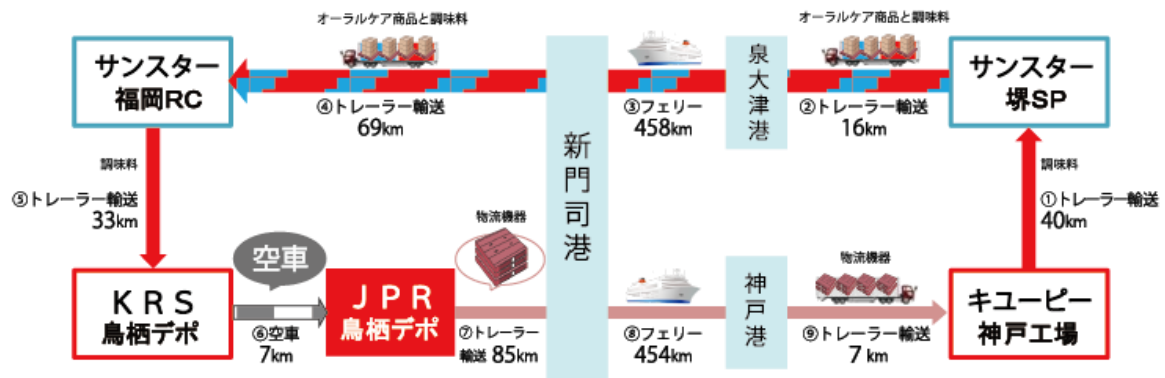 オーラルケア商品と調味料
オーラルケア商品と調味料
サンスター
福岡RC
④トレーラー輸送
69km
③フェリー
458km
泉大津港
②トレーラー輸送
16km
サンスター
堺SP
新門司港
調味料
⑤トレーラー輸送
33km
調味料
①トレーラー輸送
40km
空車
物流機器
物流機器
KRS
鳥栖デポ
⑥空車
7km
JPR
鳥栖デポ
⑦トレーラー
輸送 85km
⑧フェリー
454km
神戸港
⑨トレーラー輸送
7 km
キユーピー
神戸工場